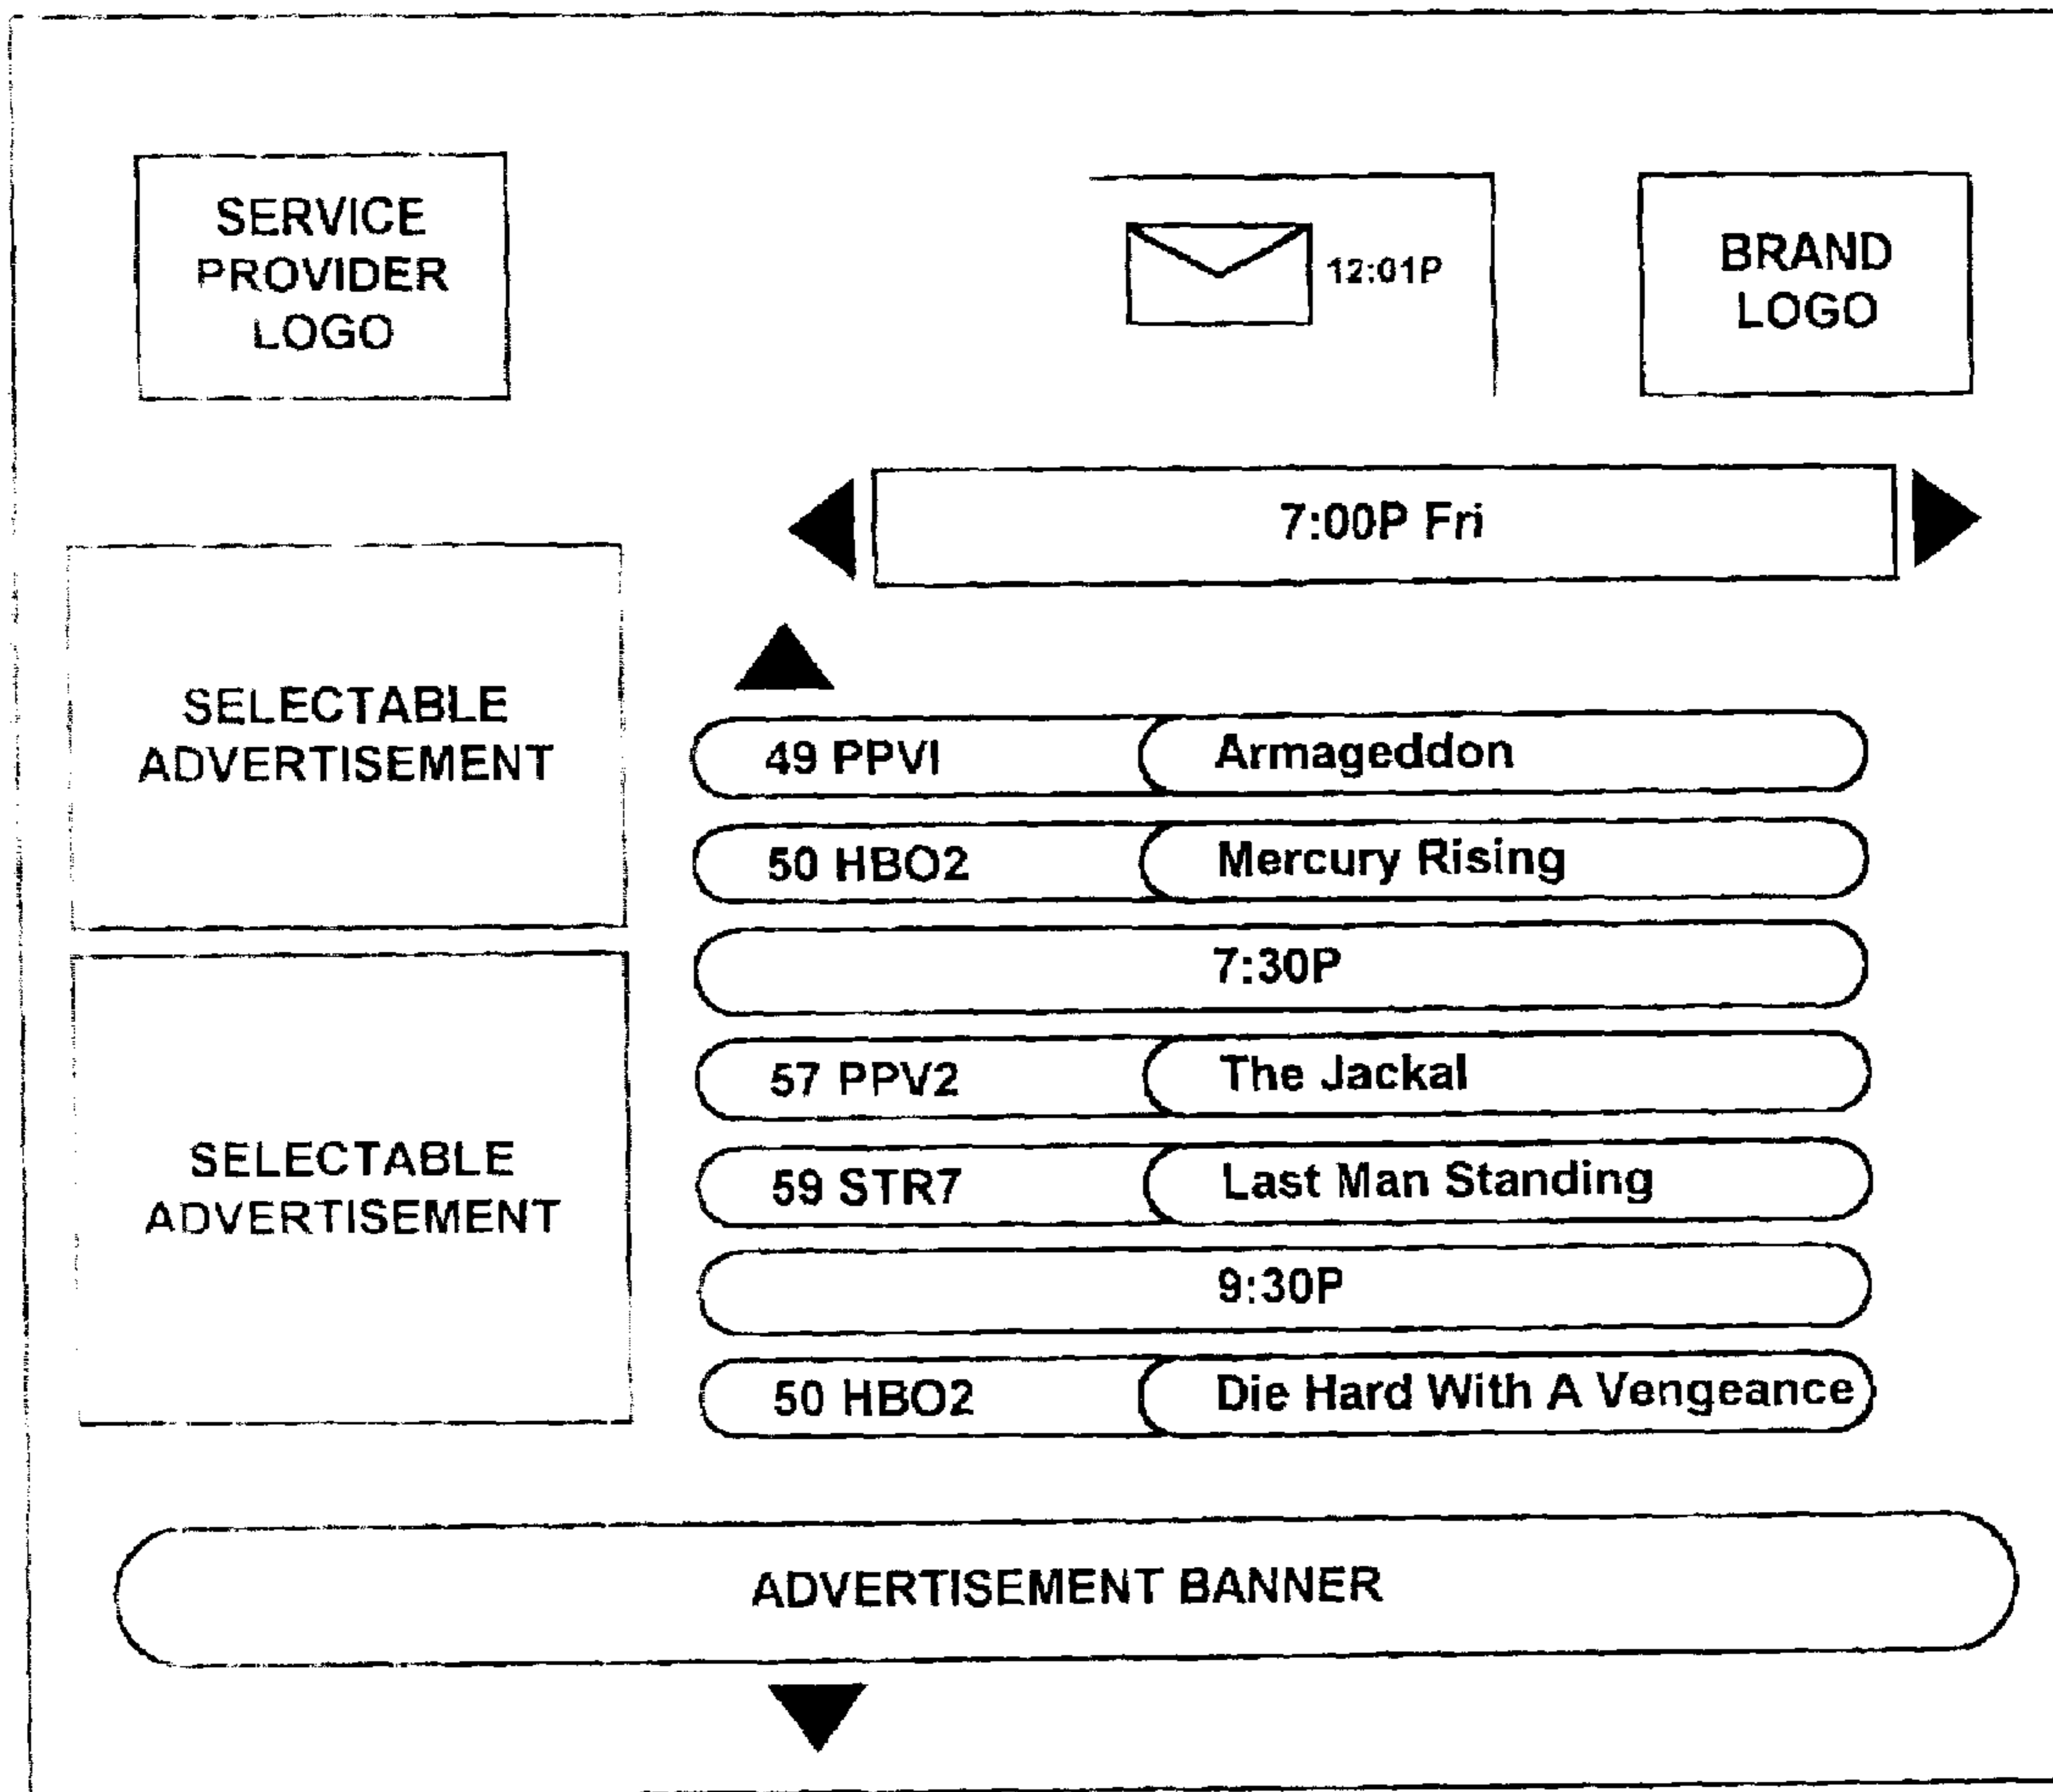 SERVICE
PROVIDER
LOGO
12:01P
BRAND
LOGO
7:00P Fri
SELECTABLE
ADVERTISEMENT
49 PPVI
Armageddon
50 HBO2
Mercury Rising
7:30P
57 PPV2
The Jackal
SELECTABLE
ADVERTISEMENT
59 STR7
Last Man Standing
9:30P
50 HBO2
Die Hard With A Vengeance
ADVERTISEMENT BANNER